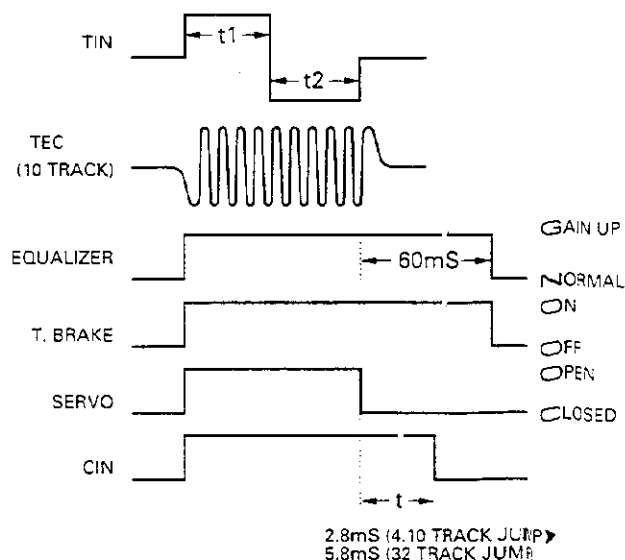 TIN
t1
t2
TEC
(10 TRACK)
EQUALIZER
GAIN UP
60mS
NORMAL
T. BRAKE
ON
OFF
SERVO
OPEN
CLOSED
CIN
t
2.8mS (4.10 TRACK JUMP)
5.8mS (32 TRACK JUMP